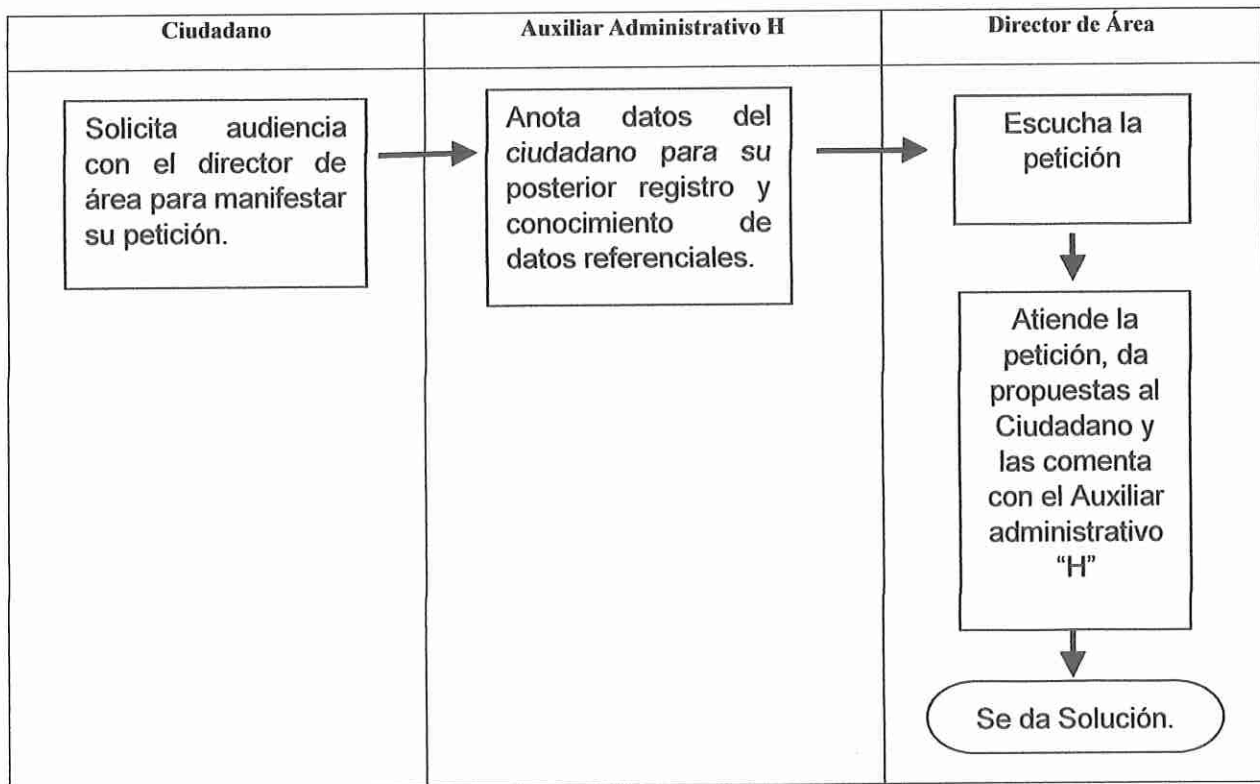 Ciudadano
Auxiliar Administrativo H
Director de Área
Solicita audiencia
con el director de
área para manifestar
su petición.
Anota datos del
ciudadano para su
posterior registro y
conocimiento de
datos referenciales.
Escucha la
petición
Atiende la
petición, da
propuestas al
Ciudadano y
las comenta
con el Auxiliar
administrativo
“H”
Se da Solución.